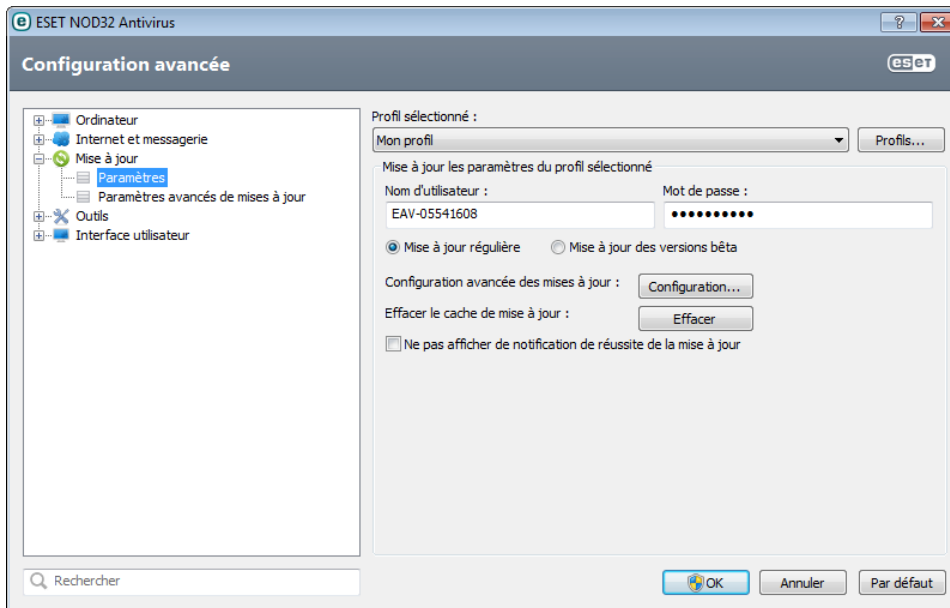 ESET NOD32 Antivirus
Configuration avancée
eseT
Ordinateur
Internet et messagerie
Mise à jour
Paramètres
Paramètres avancés de mises à jour
Outils
Interface utilisateur
Profil sélectionné :
Mon profil
Profils...
Mise à jour les paramètres du profil sélectionné
Nom d'utilisateur : Mot de passe :
EAV-05541608 ●●●●●●●●●●
Mise à jour régulière Mise à jour des versions bêta
Configuration avancée des mises à jour : Configuration...
Effacer le cache de mise à jour : Effacer
Ne pas afficher de notification de réussite de la mise à jour
Rechercher
OK Annuler Par défaut